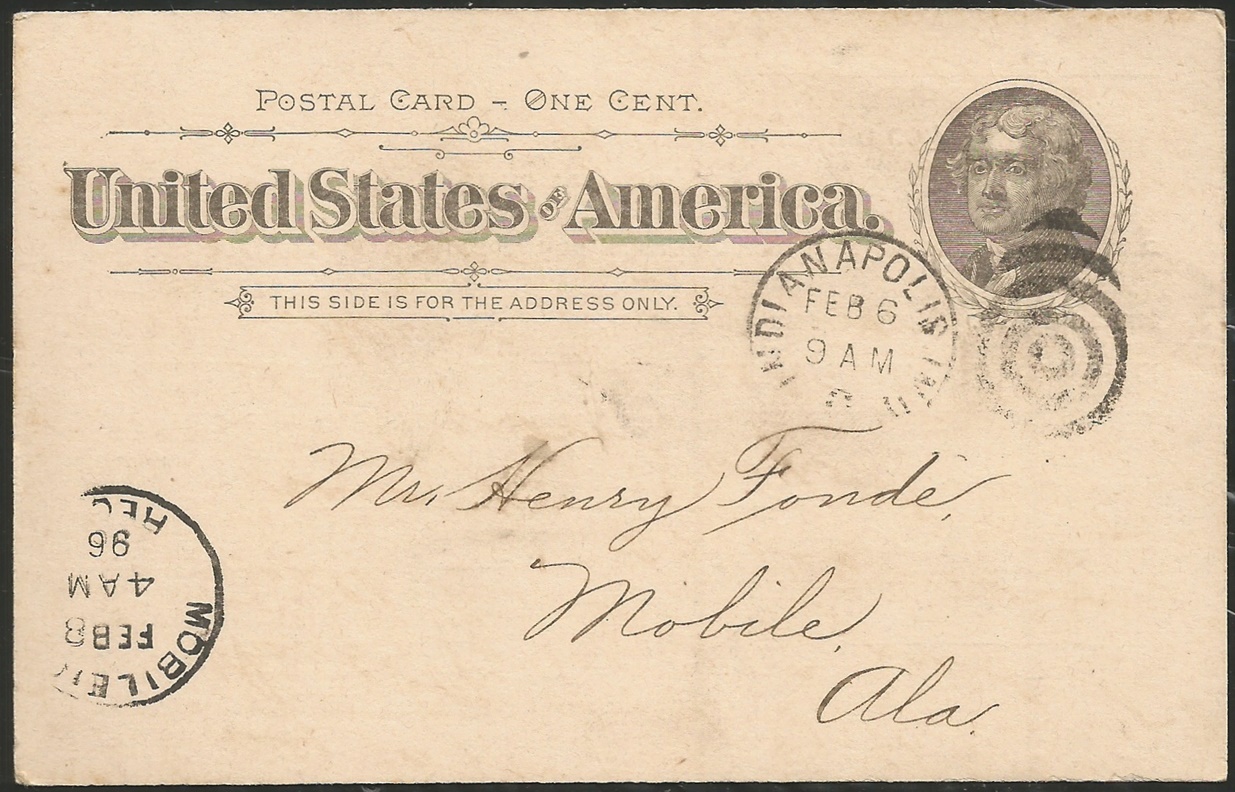 POSTAL CARD - ONE CENT.
United States OF America.
THIS SIDE IS FOR THE ADDRESS ONLY.
INDIANAPOLIS IND
FEB 6
9 AM
Mr. Henry Fonde,
Mobile,
Ala.
MOBILE
FEB 8
4 AM
96
REC